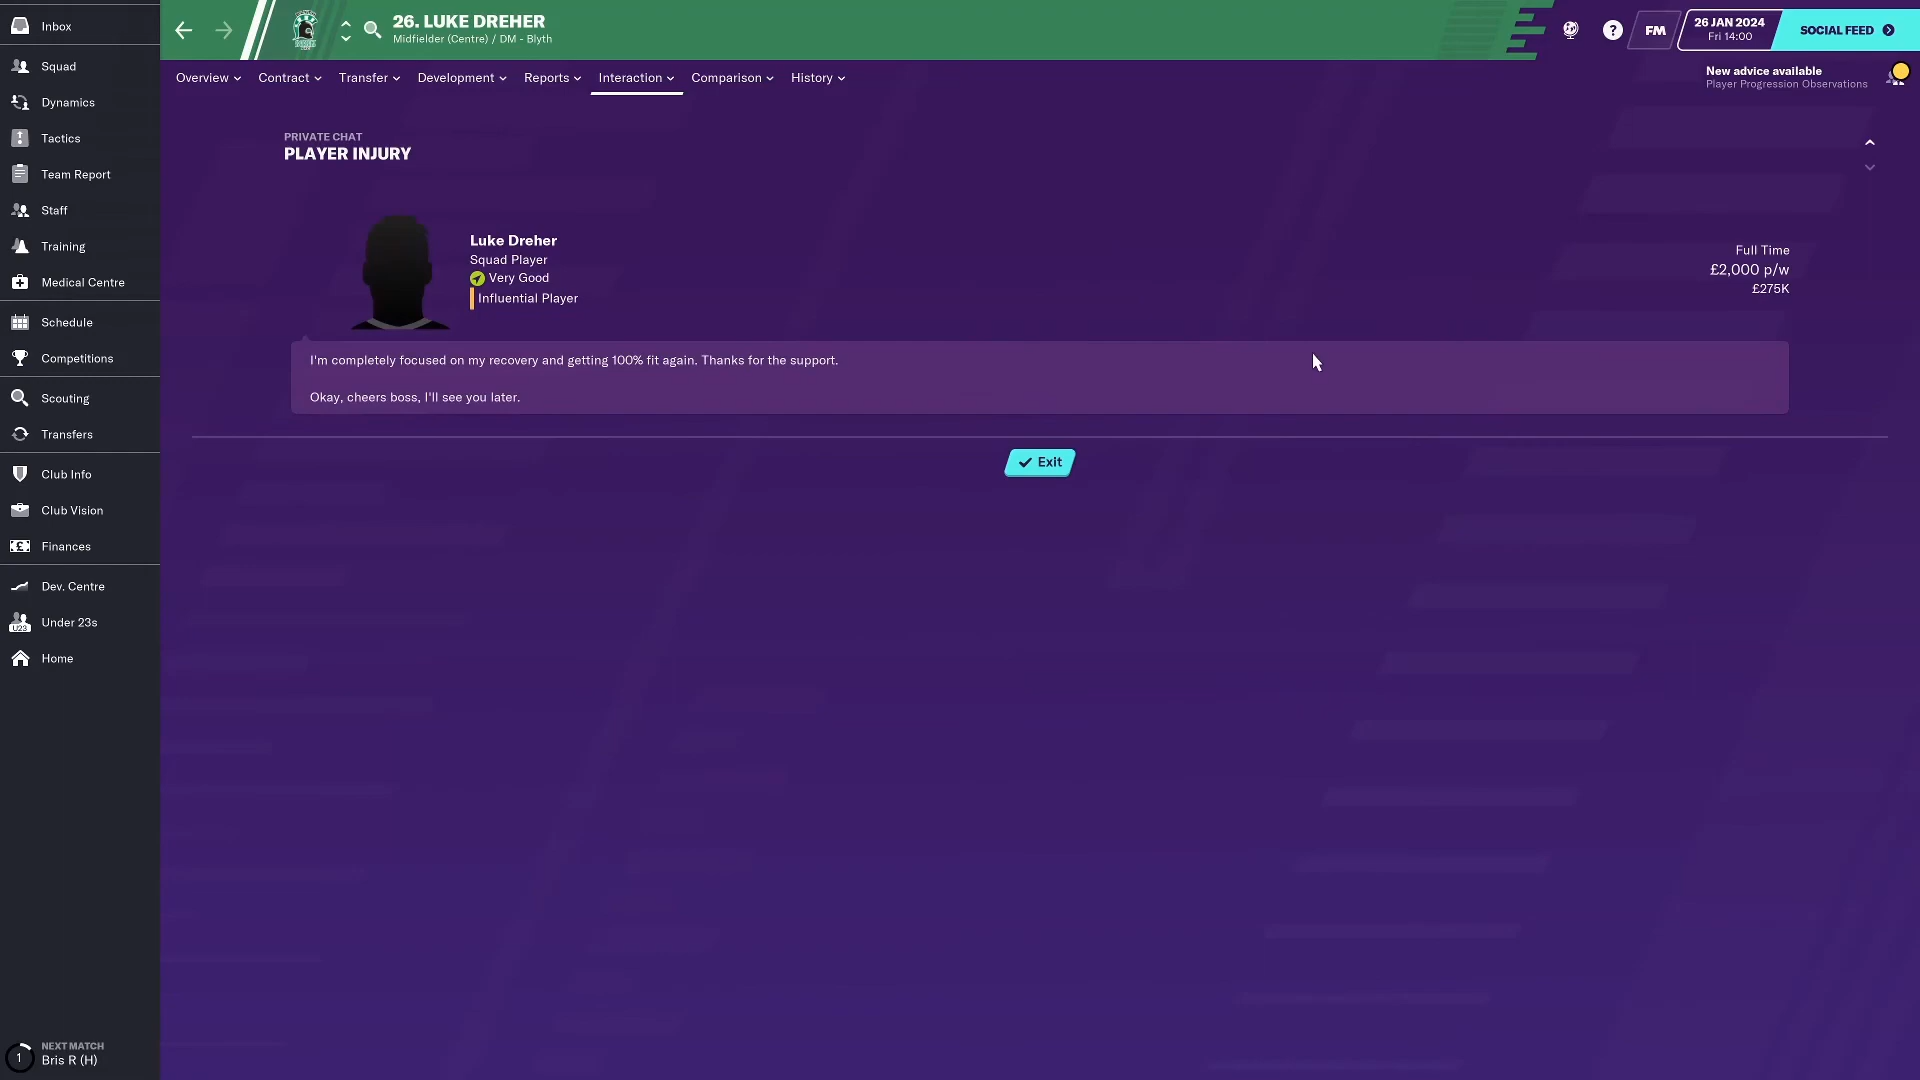 Inbox
Squad
Dynamics
Tactics
Team Report
Staff
Training
Medical Centre
Schedule
Competitions
Scouting
Transfers
Club Info
Club Vision
Finances
Dev. Centre
U23
Under 23s
Home
1
NEXT MATCH
Bris R (H)
26. LUKE DREHER
Midfielder (Centre) / DM - Blyth
?
FM
26 JAN 2024
Fri 14:00
SOCIAL FEED
Overview
Contract
Transfer
Development
Reports
Interaction
Comparison
History
New advice available
Player Progression Observations
PRIVATE CHAT
PLAYER INJURY
Luke Dreher
Squad Player
Very Good
Influential Player
Full Time
£2,000 p/w
£275K
I'm completely focused on my recovery and getting 100% fit again. Thanks for the support.
Okay, cheers boss, I'll see you later.
Exit